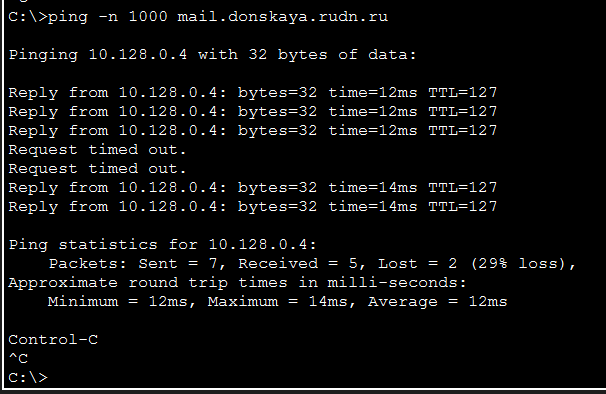 C:\>ping -n 1000 mail.donskaya.rudn.ru
Pinging 10.128.0.4 with 32 bytes of data:
Reply from 10.128.0.4: bytes=32 time=12ms TTL=127
Reply from 10.128.0.4: bytes=32 time=12ms TTL=127
Reply from 10.128.0.4: bytes=32 time=12ms TTL=127
Request timed out.
Request timed out.
Reply from 10.128.0.4: bytes=32 time=14ms TTL=127
Reply from 10.128.0.4: bytes=32 time=14ms TTL=127
Ping statistics for 10.128.0.4:
Packets: Sent = 7, Received = 5, Lost = 2 (29% loss),
Approximate round trip times in milli-seconds:
Minimum = 12ms, Maximum = 14ms, Average = 12ms
Control-C
^C
C:\>